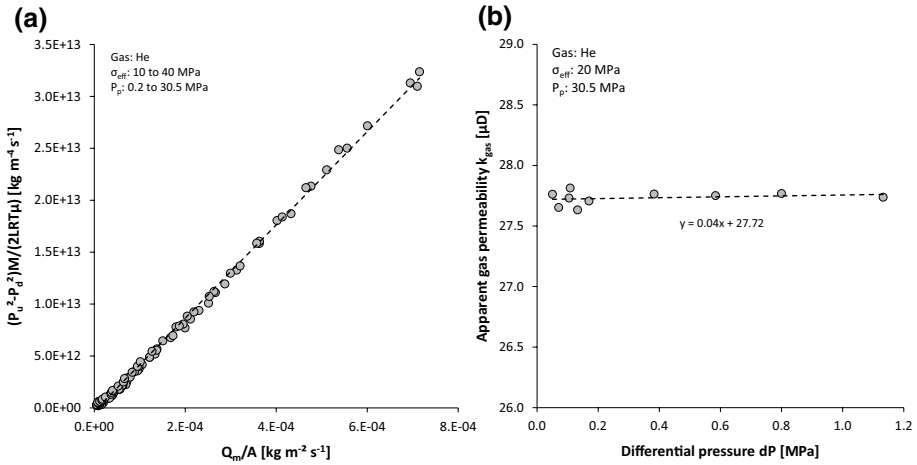 (a)
3.5E+13
3.0E+13
2.5E+13
2.0E+13
1.5E+13
1.0E+13
5.0E+12
0.0E+00
(Pᵤ²-P_d²)M/(2LRTμ) [kg m⁻⁴ s⁻¹]
Gas: He
σ_eff: 10 to 40 MPa
Pₚ: 0.2 to 30.5 MPa
0.E+00
2.E-04
4.E-04
6.E-04
8.E-04
Qₘ/A [kg m⁻² s⁻¹]
(b)
29.0
28.5
28.0
27.5
27.0
26.5
26.0
Apparent gas permeability k_gas [μD]
Gas: He
σ_eff: 20 MPa
Pₚ: 30.5 MPa
y = 0.04x + 27.72
0.0
0.2
0.4
0.6
0.8
1.0
1.2
Differential pressure dP [MPa]